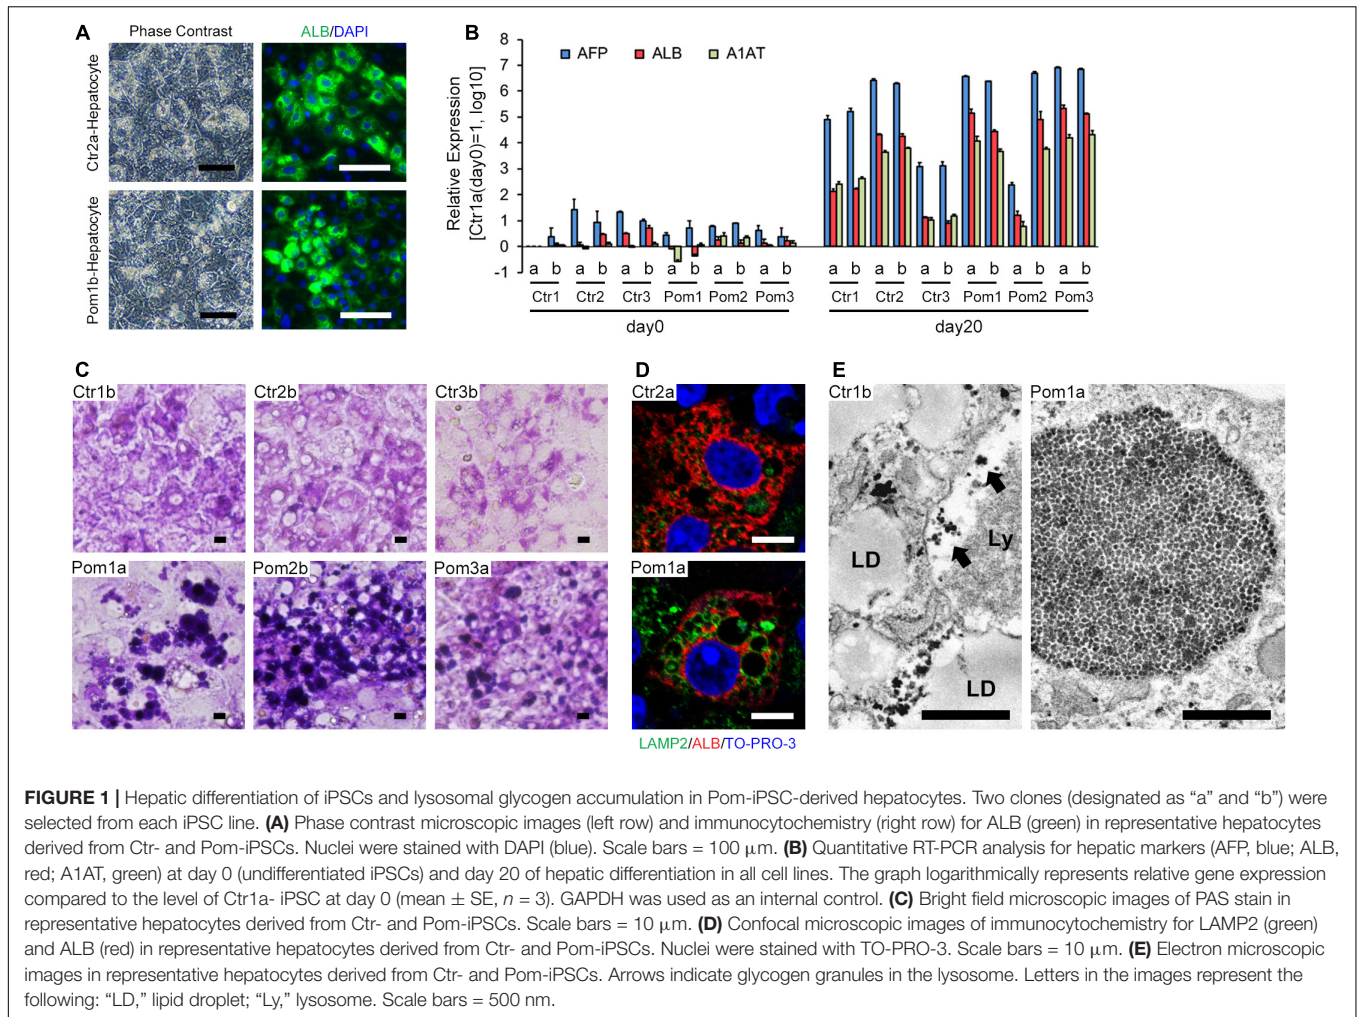 A
Phase Contrast
ALB/DAPI
Ctr2a-Hepatocyte
Pom1b-Hepatocyte
B
AFP ALB A1AT
Relative Expression
[Ctr1a(day0)=1, log10]
8
7
6
5
4
3
2
1
0
-1
a b a b a b a b a b a b a b a b a b a b a b a b
Ctr1 Ctr2 Ctr3 Pom1 Pom2 Pom3 Ctr1 Ctr2 Ctr3 Pom1 Pom2 Pom3
day0 day20
C
Ctr1b Ctr2b Ctr3b
Pom1a Pom2b Pom3a
D
Ctr2a
Pom1a
LAMP2/ALB/TO-PRO-3
E
Ctr1b Pom1a
LD
Ly
LD
FIGURE 1 | Hepatic differentiation of iPSCs and lysosomal glycogen accumulation in Pom-iPSC-derived hepatocytes. Two clones (designated as “a” and “b”) were
selected from each iPSC line. (A) Phase contrast microscopic images (left row) and immunocytochemistry (right row) for ALB (green) in representative hepatocytes
derived from Ctr- and Pom-iPSCs. Nuclei were stained with DAPI (blue). Scale bars = 100 μm. (B) Quantitative RT-PCR analysis for hepatic markers (AFP, blue; ALB,
red; A1AT, green) at day 0 (undifferentiated iPSCs) and day 20 of hepatic differentiation in all cell lines. The graph logarithmically represents relative gene expression
compared to the level of Ctr1a- iPSC at day 0 (mean ± SE, n = 3). GAPDH was used as an internal control. (C) Bright field microscopic images of PAS stain in
representative hepatocytes derived from Ctr- and Pom-iPSCs. Scale bars = 10 μm. (D) Confocal microscopic images of immunocytochemistry for LAMP2 (green)
and ALB (red) in representative hepatocytes derived from Ctr- and Pom-iPSCs. Nuclei were stained with TO-PRO-3. Scale bars = 10 μm. (E) Electron microscopic
images in representative hepatocytes derived from Ctr- and Pom-iPSCs. Arrows indicate glycogen granules in the lysosome. Letters in the images represent the
following: “LD,” lipid droplet; “Ly,” lysosome. Scale bars = 500 nm.